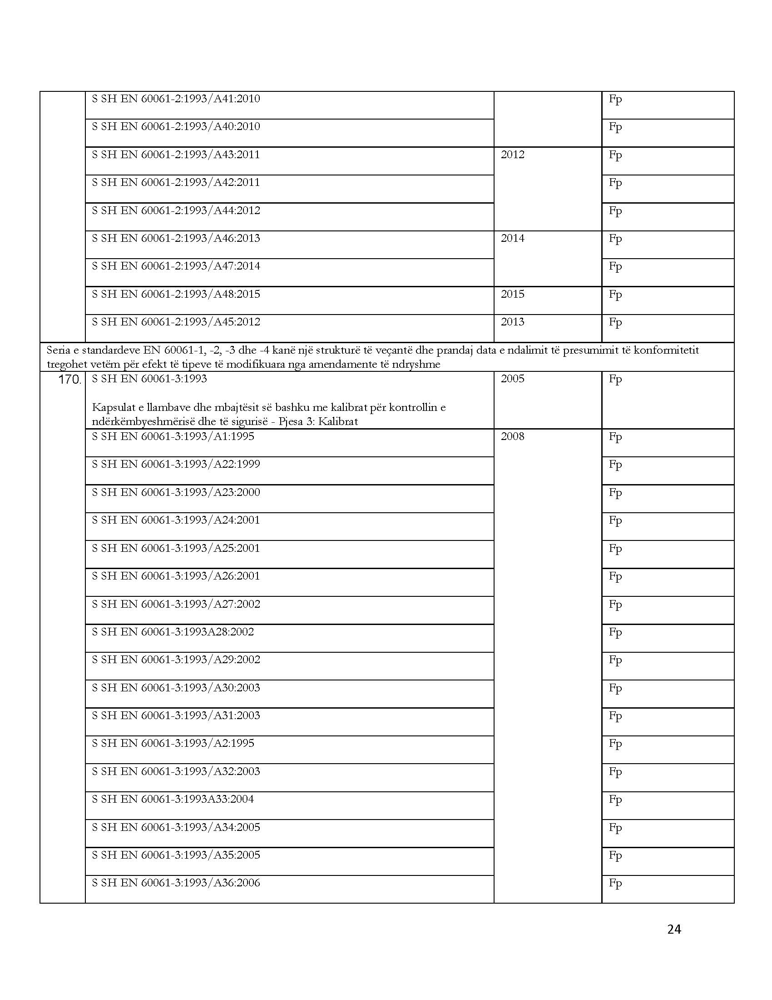 S SH EN 60061-2:1993/A41:2010 Fp
S SH EN 60061-2:1993/A40:2010 Fp
S SH EN 60061-2:1993/A43:2011 2012 Fp
S SH EN 60061-2:1993/A42:2011 Fp
S SH EN 60061-2:1993/A44:2012 Fp
S SH EN 60061-2:1993/A46:2013 2014 Fp
S SH EN 60061-2:1993/A47:2014 Fp
S SH EN 60061-2:1993/A48:2015 2015 Fp
S SH EN 60061-2:1993/A45:2012 2013 Fp
Seria e standardeve EN 60061-1, -2, -3 dhe -4 kanë një strukturë të veçantë dhe prandaj data e ndalimit të presumimit të konformitetit
tregohet vetëm për efekt të tipeve të modifikuara nga amendamente të ndryshme
170. S SH EN 60061-3:1993 2005 Fp
Kapsulat e llambave dhe mbajtësit së bashku me kalibrat për kontrollin e
ndërkëmbyeshmërisë dhe të sigurisë - Pjesa 3: Kalibrat
S SH EN 60061-3:1993/A1:1995 2008 Fp
S SH EN 60061-3:1993/A22:1999 Fp
S SH EN 60061-3:1993/A23:2000 Fp
S SH EN 60061-3:1993/A24:2001 Fp
S SH EN 60061-3:1993/A25:2001 Fp
S SH EN 60061-3:1993/A26:2001 Fp
S SH EN 60061-3:1993/A27:2002 Fp
S SH EN 60061-3:1993A28:2002 Fp
S SH EN 60061-3:1993/A29:2002 Fp
S SH EN 60061-3:1993/A30:2003 Fp
S SH EN 60061-3:1993/A31:2003 Fp
S SH EN 60061-3:1993/A2:1995 Fp
S SH EN 60061-3:1993/A32:2003 Fp
S SH EN 60061-3:1993A33:2004 Fp
S SH EN 60061-3:1993/A34:2005 Fp
S SH EN 60061-3:1993/A35:2005 Fp
S SH EN 60061-3:1993/A36:2006 Fp
24